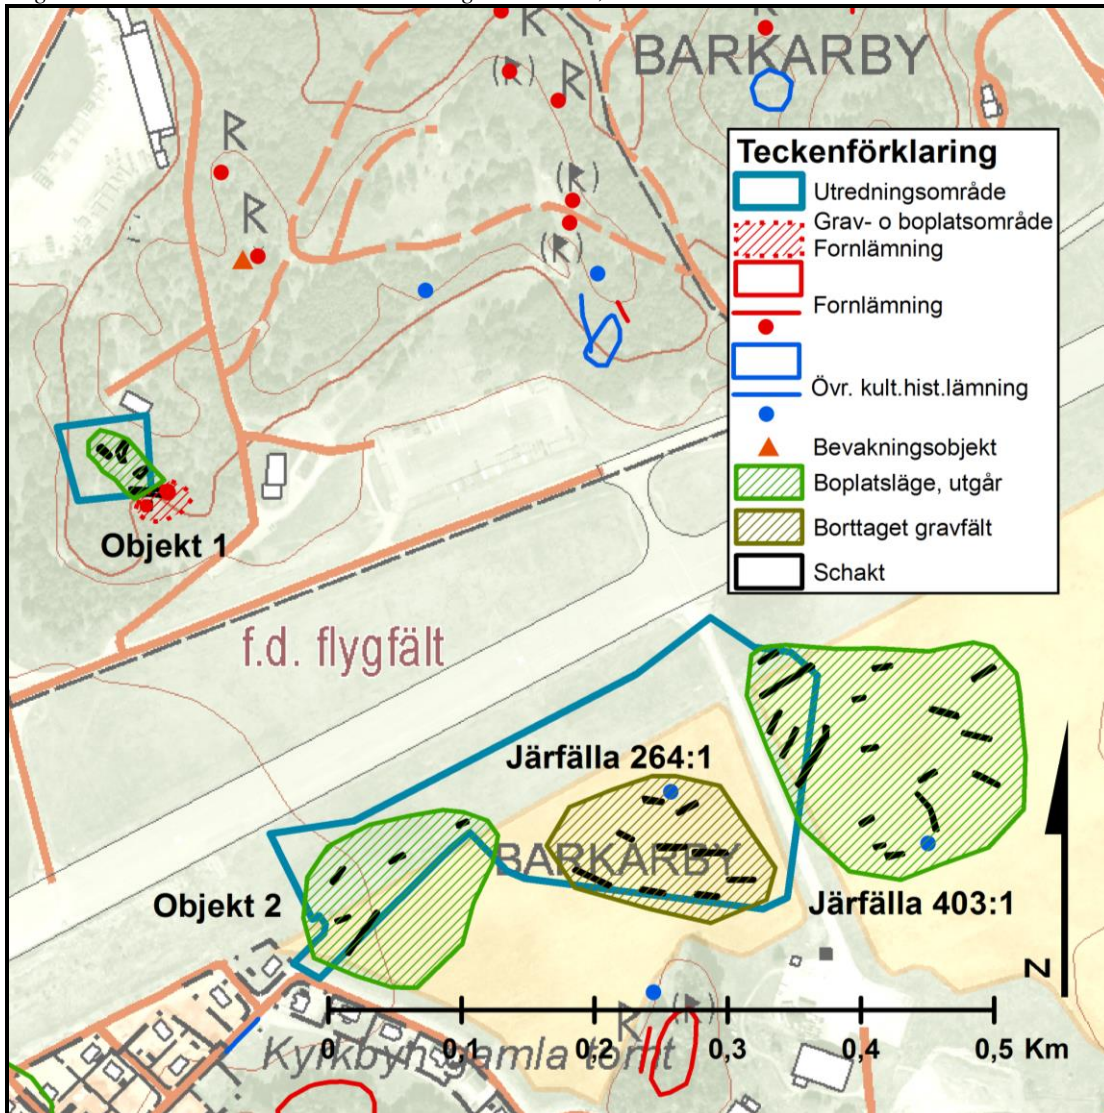 BARKARBY
R
(R)
R
R
R
(R)
(R)
Teckenförklaring
Utredningsområde
Grav- o boplatsområde
Fornlämning
Fornlämning
Övr. kult.hist.lämning
Bevakningsobjekt
Boplatsläge, utgår
Borttaget gravfält
Schakt
Objekt 1
f.d. flygfält
Järfälla 264:1
BARKARBY
Objekt 2
Järfälla 403:1
N
R
(R)
0 0,1 0,2 0,3 0,4 0,5 Km
Kyrkbyns gamla tomt